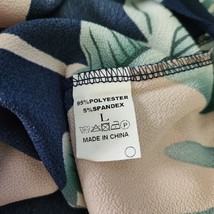 95%POLYESTER
5%SPANDEX
L
MADE IN CHINA